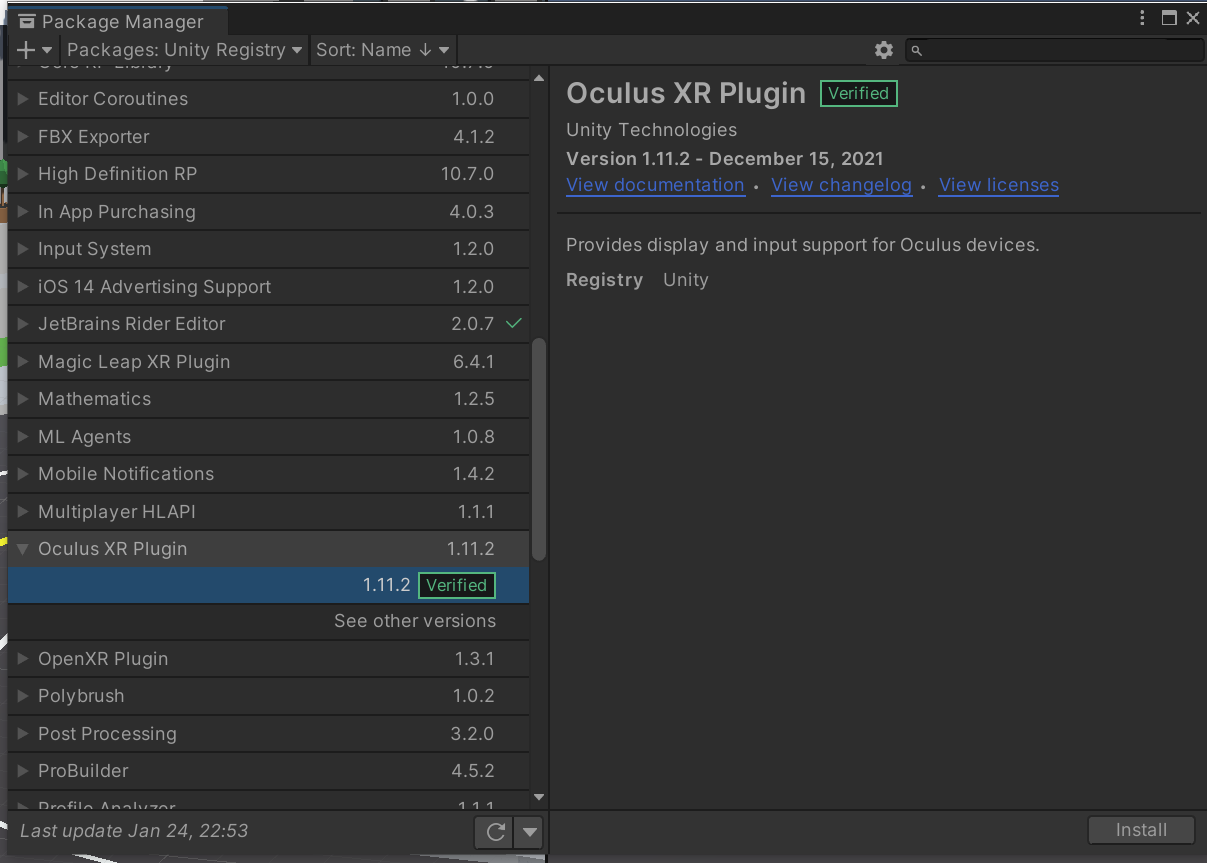 Package Manager
Packages: Unity Registry
Sort: Name ↓
Core RP Library 10.7.0
Editor Coroutines 1.0.0
FBX Exporter 4.1.2
High Definition RP 10.7.0
In App Purchasing 4.0.3
Input System 1.2.0
iOS 14 Advertising Support 1.2.0
JetBrains Rider Editor 2.0.7
Magic Leap XR Plugin 6.4.1
Mathematics 1.2.5
ML Agents 1.0.8
Mobile Notifications 1.4.2
Multiplayer HLAPI 1.1.1
Oculus XR Plugin 1.11.2
1.11.2 Verified
See other versions
OpenXR Plugin 1.3.1
Polybrush 1.0.2
Post Processing 3.2.0
ProBuilder 4.5.2
Profile Analyzer 1.1.1
Last update Jan 24, 22:53
Oculus XR Plugin Verified
Unity Technologies
Version 1.11.2 - December 15, 2021
View documentation • View changelog • View licenses
Provides display and input support for Oculus devices.
Registry Unity
Install